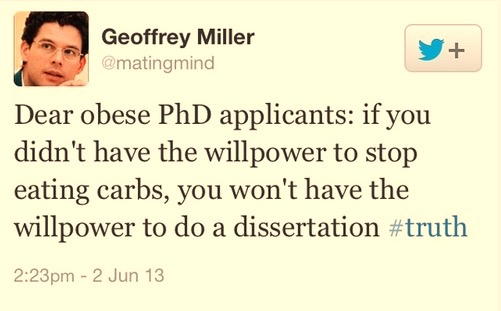 Geoffrey Miller
@matingmind
+
Dear obese PhD applicants: if you
didn't have the willpower to stop
eating carbs, you won't have the
willpower to do a dissertation #truth
2:23pm - 2 Jun 13